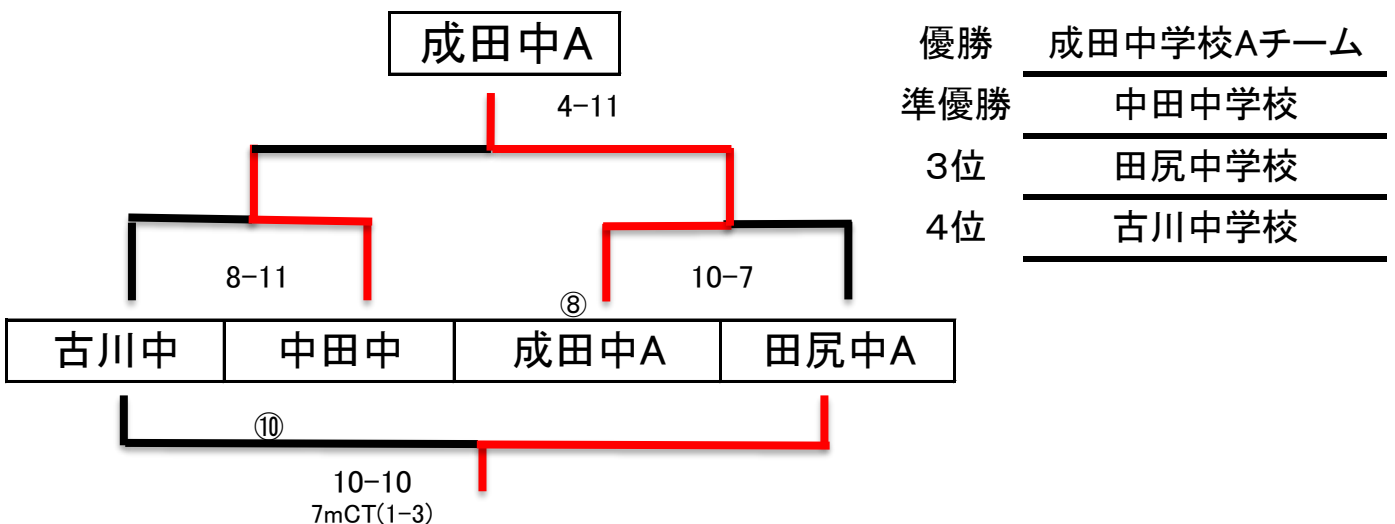 成田中A
4-11
8-11
10-7
⑧
古川中 中田中 成田中A 田尻中A
⑩
10-10
7mCT(1-3)
優勝 成田中学校Aチーム
準優勝 中田中学校
3位 田尻中学校
4位 古川中学校